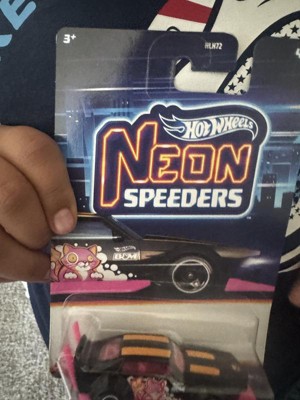 3+
HLH72
Hot Wheels
NEON
SPEEDERS